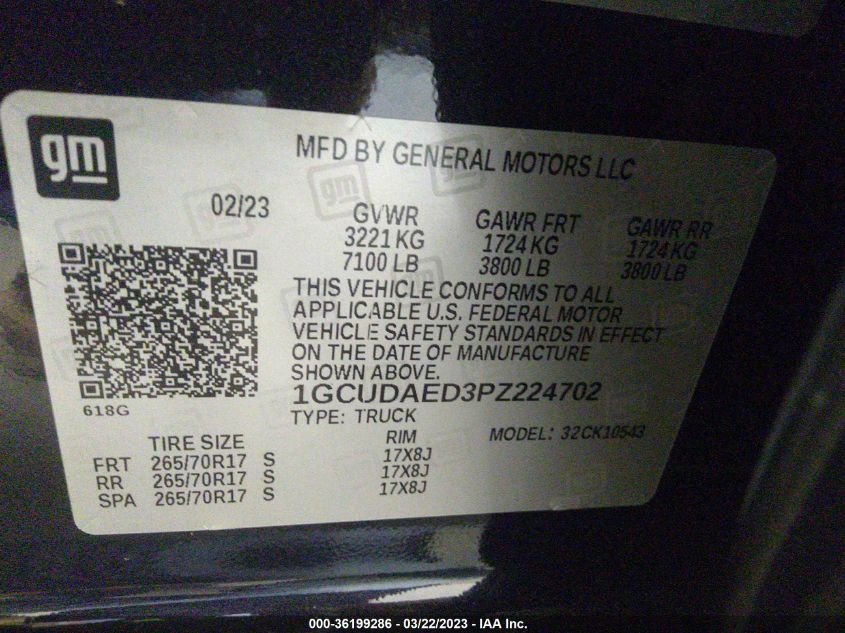 gm
MFD BY GENERAL MOTORS LLC
02/23
GVWR GAWR FRT GAWR RR
3221 KG 1724 KG 1724 KG
7100 LB 3800 LB 3800 LB
THIS VEHICLE CONFORMS TO ALL
APPLICABLE U.S. FEDERAL MOTOR
VEHICLE SAFETY STANDARDS IN EFFECT
ON THE DATE OF MANUFACTURE
SHOWN ABOVE.
1GCUDAED3PZ224702
618G
TYPE: TRUCK
MODEL: 32CK10543
TIRE SIZE RIM
FRT 265/70R17 S 17X8J
RR 265/70R17 S 17X8J
SPA 265/70R17 S 17X8J
000-36199286 - 03/22/2023 - IAA Inc.